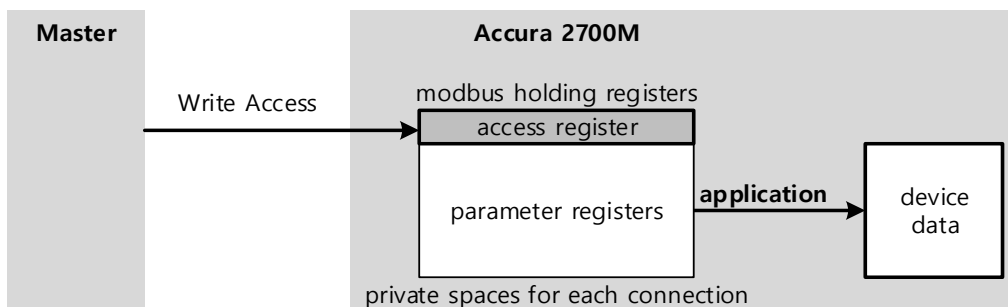 Master
Accura 2700M
Write Access
modbus holding registers
access register
parameter registers
application
device
data
private spaces for each connection